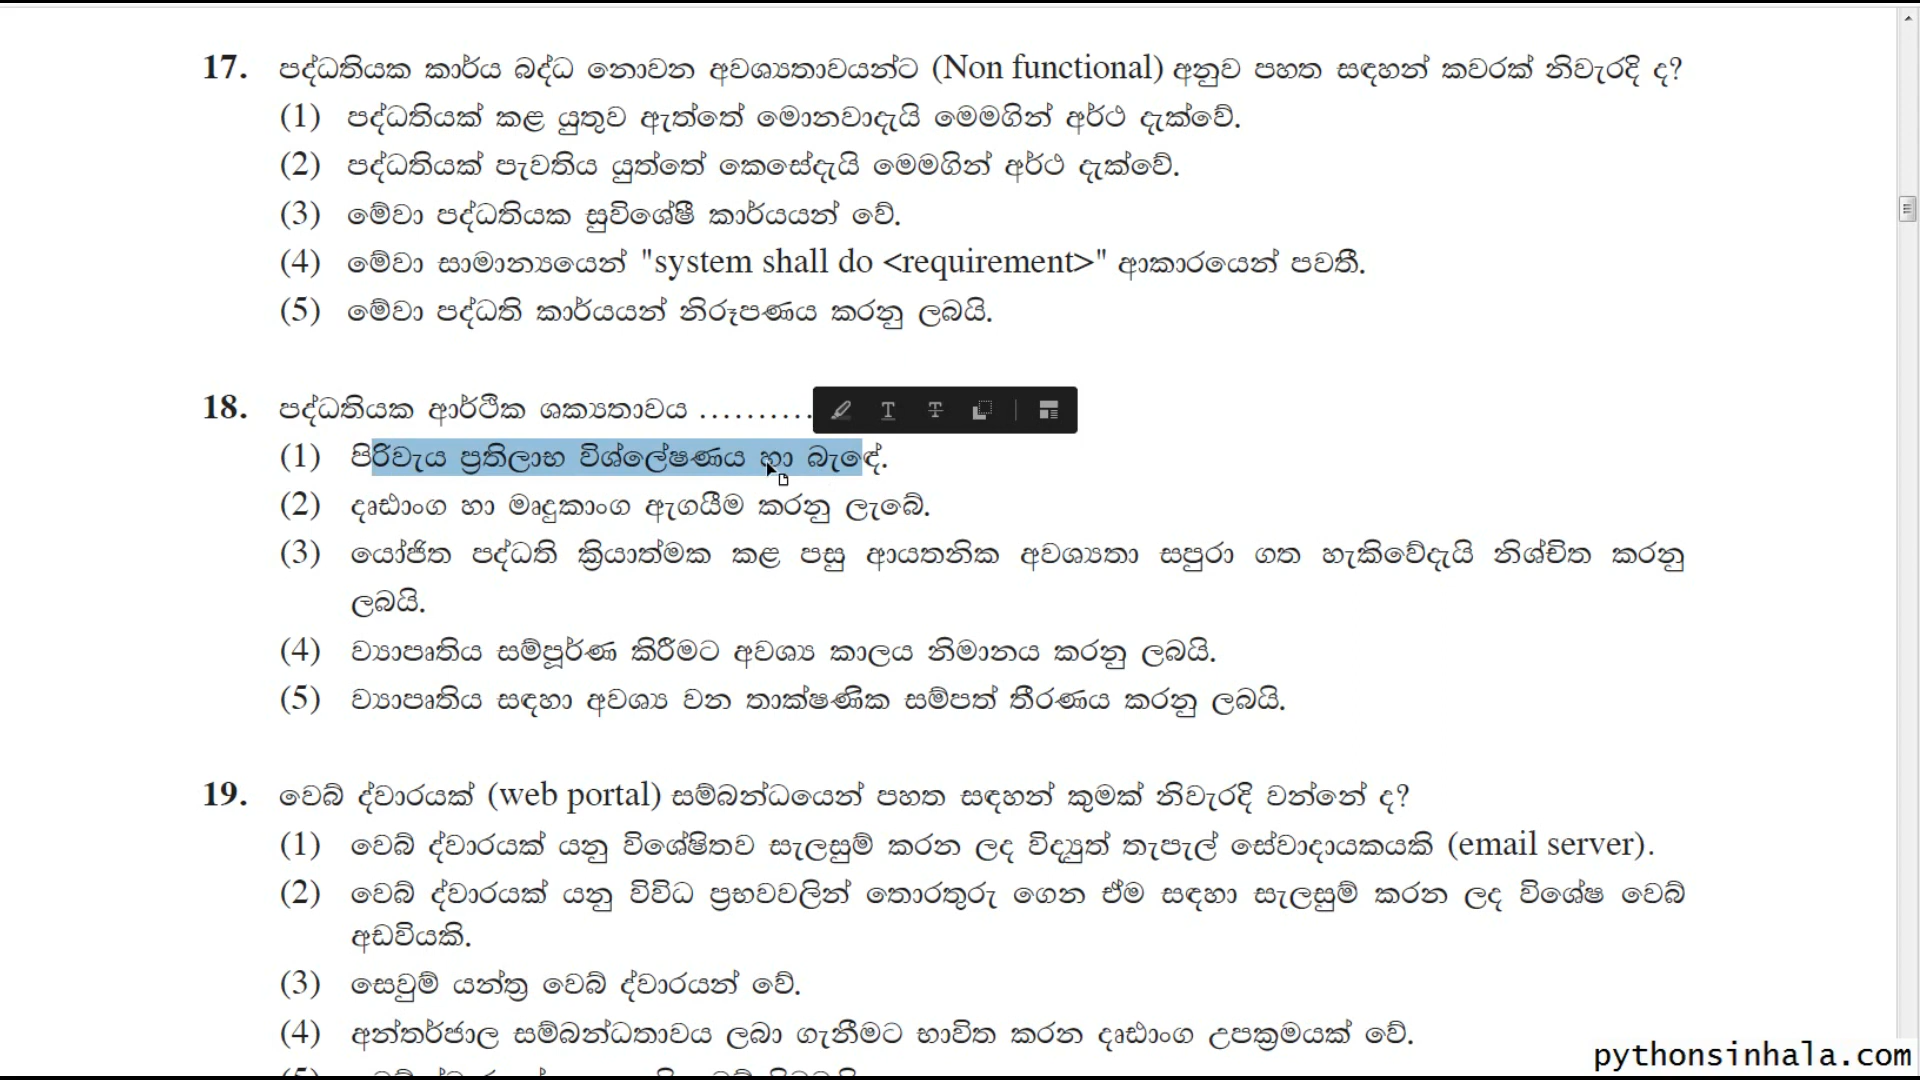 17. පද්ධතියක කාර්ය බද්ධ නොවන අවශ්‍යතාවයන්ට (Non functional) අනුව පහත සඳහන් කවරක් නිවැරදි ද?
(1) පද්ධතියක් කළ යුතුව ඇත්තේ මොනවාදැයි මෙමගින් අර්ථ දැක්වේ.
(2) පද්ධතියක් පැවතිය යුත්තේ කෙසේදැයි මෙමගින් අර්ථ දැක්වේ.
(3) මේවා පද්ධතියක සුවිශේෂී කාර්යයන් වේ.
(4) මේවා සාමාන්‍යයෙන් "system shall do <requirement>" ආකාරයෙන් පවතී.
(5) මේවා පද්ධති කාර්යයන් නිරූපණය කරනු ලබයි.
18. පද්ධතියක ආර්ථික ශක්‍යතාවය ..........
(1) පිරිවැය ප්‍රතිලාභ විශ්ලේෂණය හා බැඳේ.
(2) දෘඪාංග හා මෘදුකාංග ඇගයීම කරනු ලැබේ.
(3) යෝජිත පද්ධති ක්‍රියාත්මක කළ පසු ආයතනික අවශ්‍යතා සපුරා ගත හැකිවේදැයි නිශ්චිත කරනු
ලබයි.
(4) ව්‍යාපෘතිය සම්පූර්ණ කිරීමට අවශ්‍ය කාලය නිමානය කරනු ලබයි.
(5) ව්‍යාපෘතිය සඳහා අවශ්‍ය වන තාක්ෂණික සම්පත් තීරණය කරනු ලබයි.
19. වෙබ් ද්වාරයක් (web portal) සම්බන්ධයෙන් පහත සඳහන් කුමක් නිවැරදි වන්නේ ද?
(1) වෙබ් ද්වාරයක් යනු විශේෂිතව සැලසුම් කරන ලද විද්‍යුත් තැපැල් සේවාදායකයකි (email server).
(2) වෙබ් ද්වාරයක් යනු විවිධ ප්‍රභවවලින් තොරතුරු ගෙන ඒම සඳහා සැලසුම් කරන ලද විශේෂ වෙබ්
අඩවියකි.
(3) සෙවුම් යන්ත්‍ර වෙබ් ද්වාරයන් වේ.
(4) අන්තර්ජාල සම්බන්ධතාවය ලබා ගැනීමට භාවිත කරන දෘඪාංග උපක්‍රමයක් වේ.
pythonsinhala.com